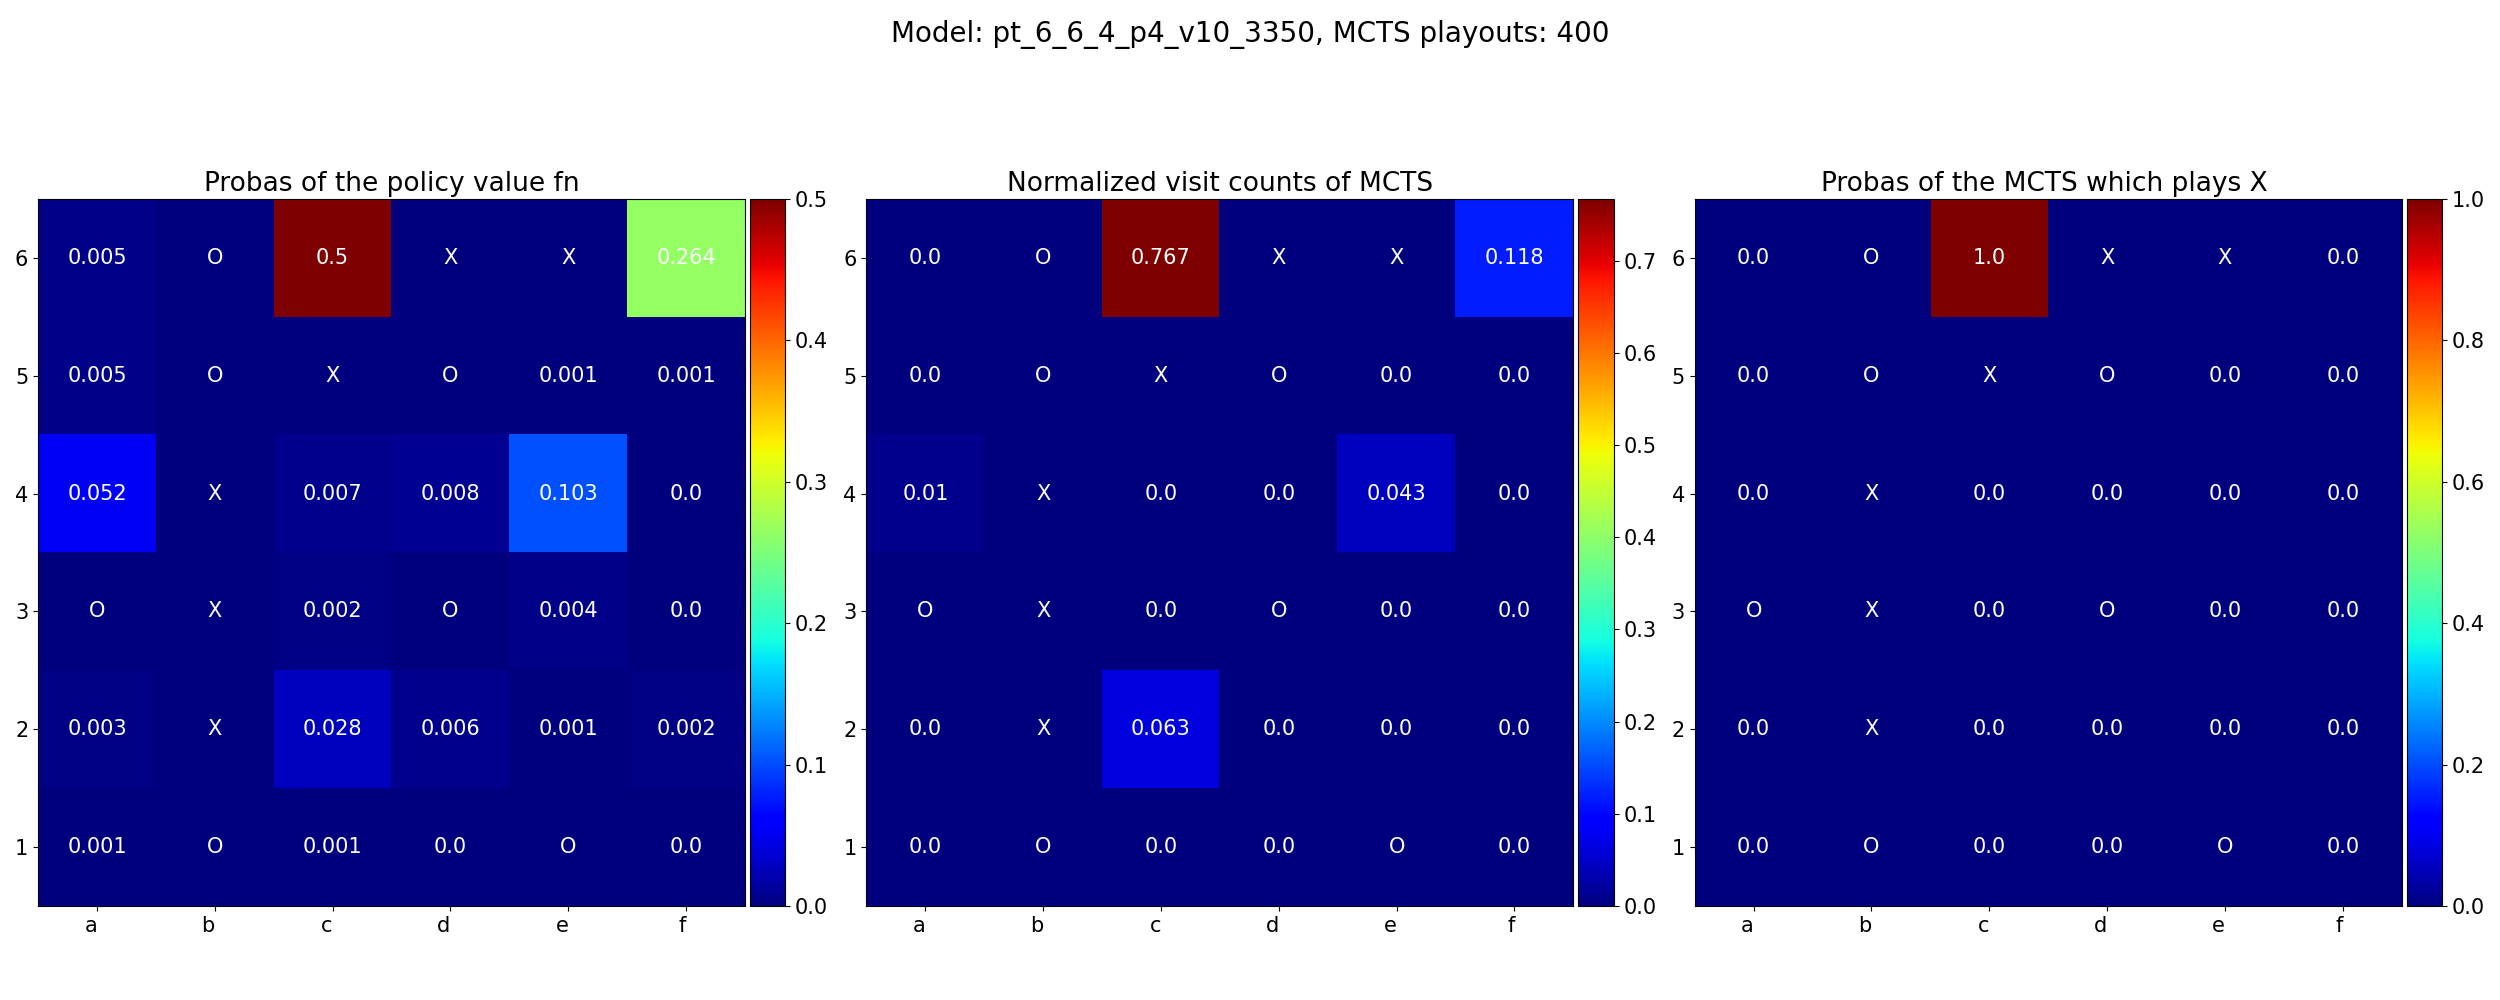 Model: pt_6_6_4_p4_v10_3350, MCTS playouts: 400
Probas of the policy value fn
6 0.005 O 0.5 X X 0.264
5 0.005 O X O 0.001 0.001
4 0.052 X 0.007 0.008 0.103 0.0
3 O X 0.002 O 0.004 0.0
2 0.003 X 0.028 0.006 0.001 0.002
1 0.001 O 0.001 0.0 O 0.0
a b c d e f
0.5
0.4
0.3
0.2
0.1
0.0
Normalized visit counts of MCTS
6 0.0 O 0.767 X X 0.118
5 0.0 O X O 0.0 0.0
4 0.01 X 0.0 0.0 0.043 0.0
3 O X 0.0 O 0.0 0.0
2 0.0 X 0.063 0.0 0.0 0.0
1 0.0 O 0.0 0.0 O 0.0
a b c d e f
0.7
0.6
0.5
0.4
0.3
0.2
0.1
0.0
Probas of the MCTS which plays X
6 0.0 O 1.0 X X 0.0
5 0.0 O X O 0.0 0.0
4 0.0 X 0.0 0.0 0.0 0.0
3 O X 0.0 O 0.0 0.0
2 0.0 X 0.0 0.0 0.0 0.0
1 0.0 O 0.0 0.0 O 0.0
a b c d e f
1.0
0.8
0.6
0.4
0.2
0.0